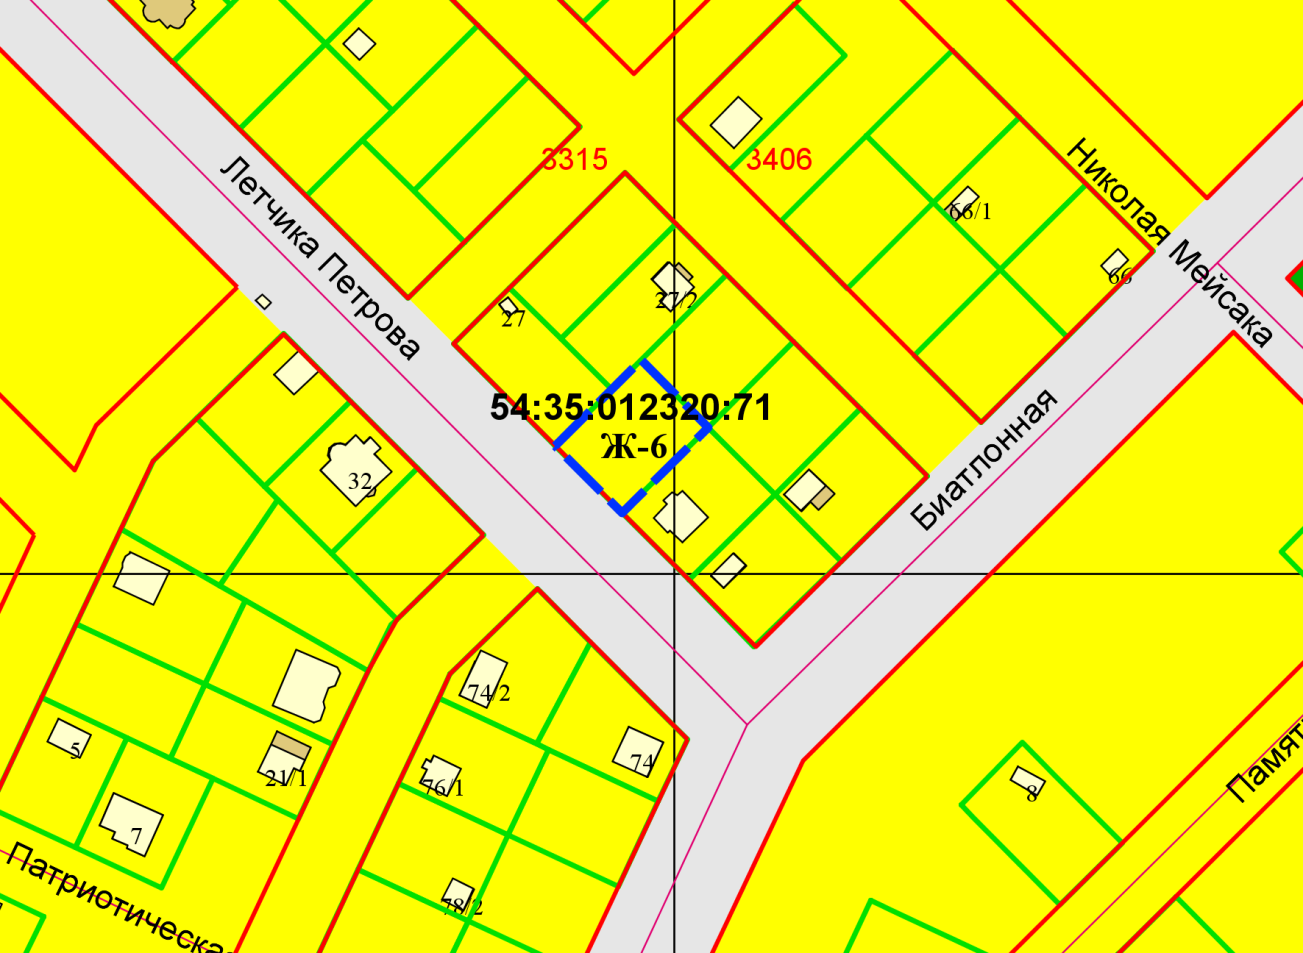 3315
3406
Николая Мейсака
Летчика Петрова
66/1
66
27/2
27
54:35:012320:71
Ж-6
32
Биатлонная
74/2
74
76/1
78/2
5
21/1
7
8
Памят
Патриотическа